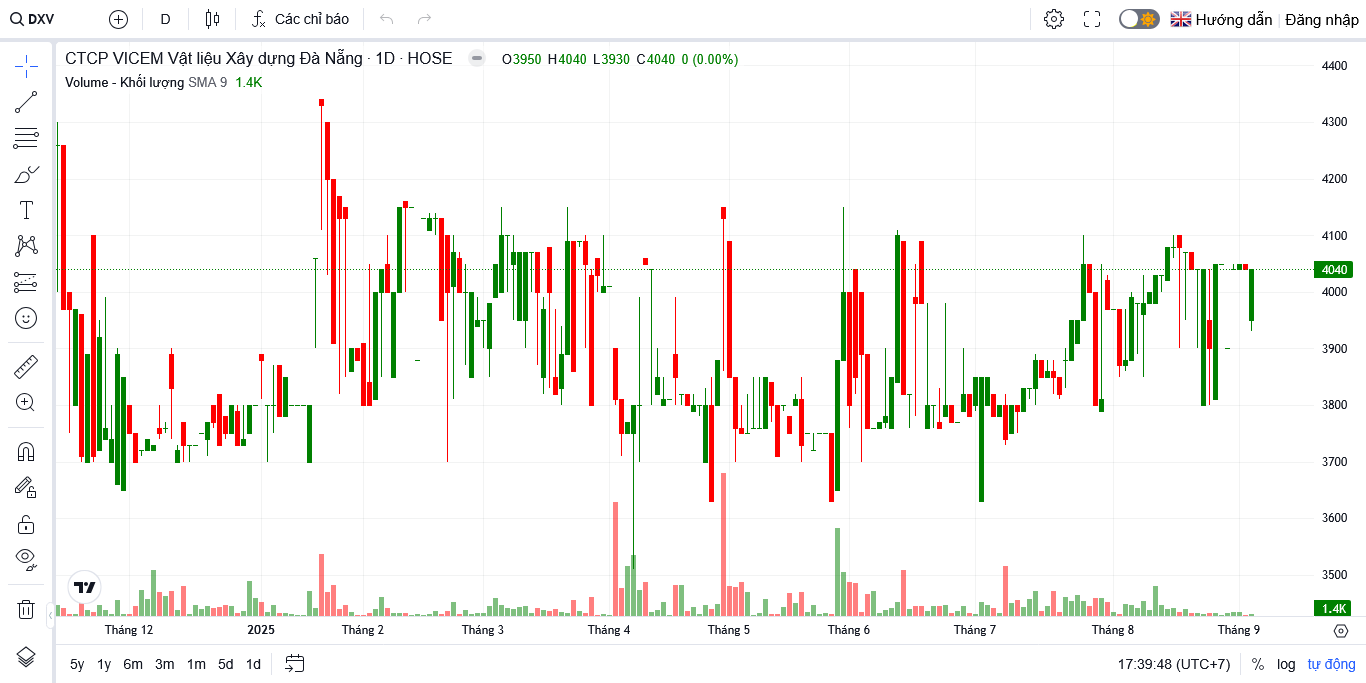 DXV D Các chỉ báo Hướng dẫn Đăng nhập
CTCP VICEM Vật liệu Xây dựng Đà Nẵng · 1D · HOSE O3950 H4040 L3930 C4040 0 (0.00%)
Volume - Khối lượng SMA 9 1.4K
4400
4300
4200
4100
4040
4000
3900
3800
3700
3600
3500
1.4K
Tháng 12 2025 Tháng 2 Tháng 3 Tháng 4 Tháng 5 Tháng 6 Tháng 7 Tháng 8 Tháng 9
5y 1y 6m 3m 1m 5d 1d 17:39:48 (UTC+7) % log tự động